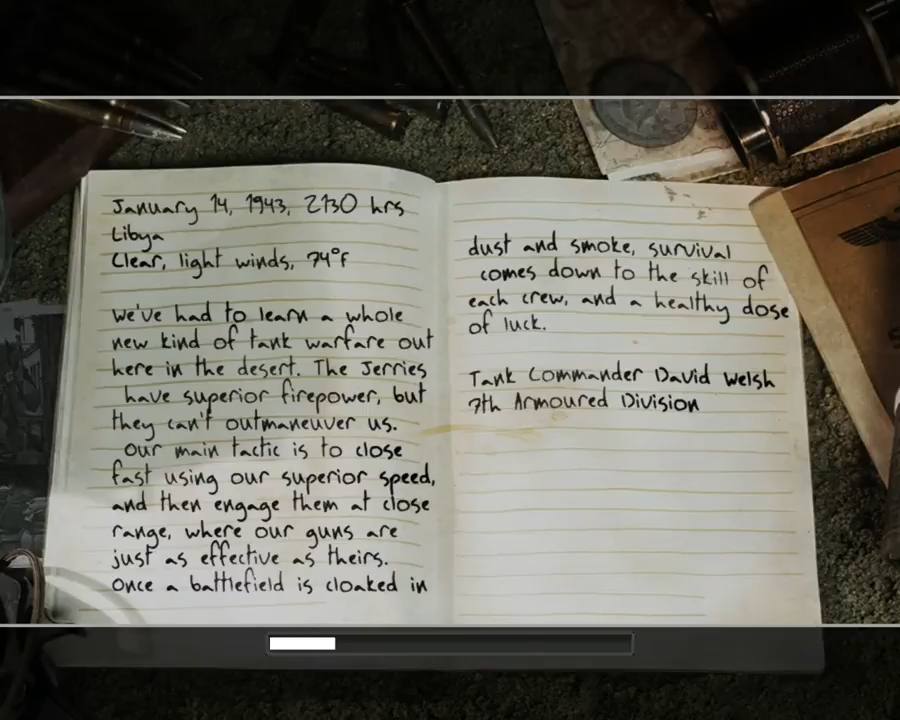 January 14, 1943, 2130 hrs
Libya
Clear, light winds, 74°F
We've had to learn a whole
new kind of tank warfare out
here in the desert. The Jerries
have superior firepower, but
they can't outmaneuver us.
Our main tactic is to close
fast using our superior speed,
and then engage them at close
range, where our guns are
just as effective as theirs.
Once a battlefield is cloaked in
dust and smoke, survival
comes down to the skill of
each crew, and a healthy dose
of luck.
Tank Commander David Welsh
7th Armoured Division